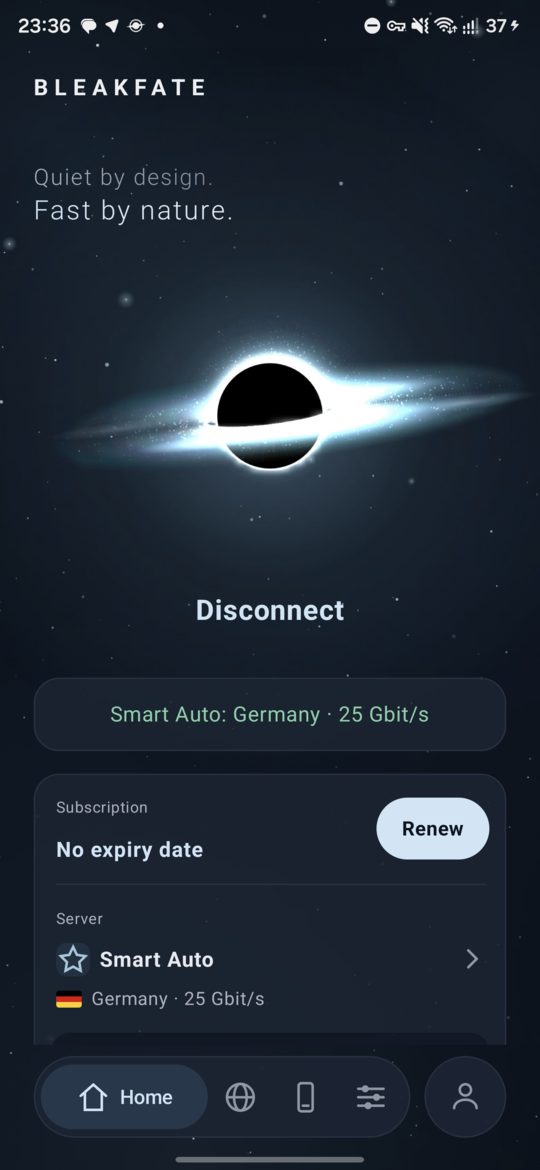 23:36
37
BLEAKFATE
Quiet by design.
Fast by nature.
Disconnect
Smart Auto: Germany · 25 Gbit/s
Subscription
No expiry date
Renew
Server
Smart Auto
Germany · 25 Gbit/s
Home